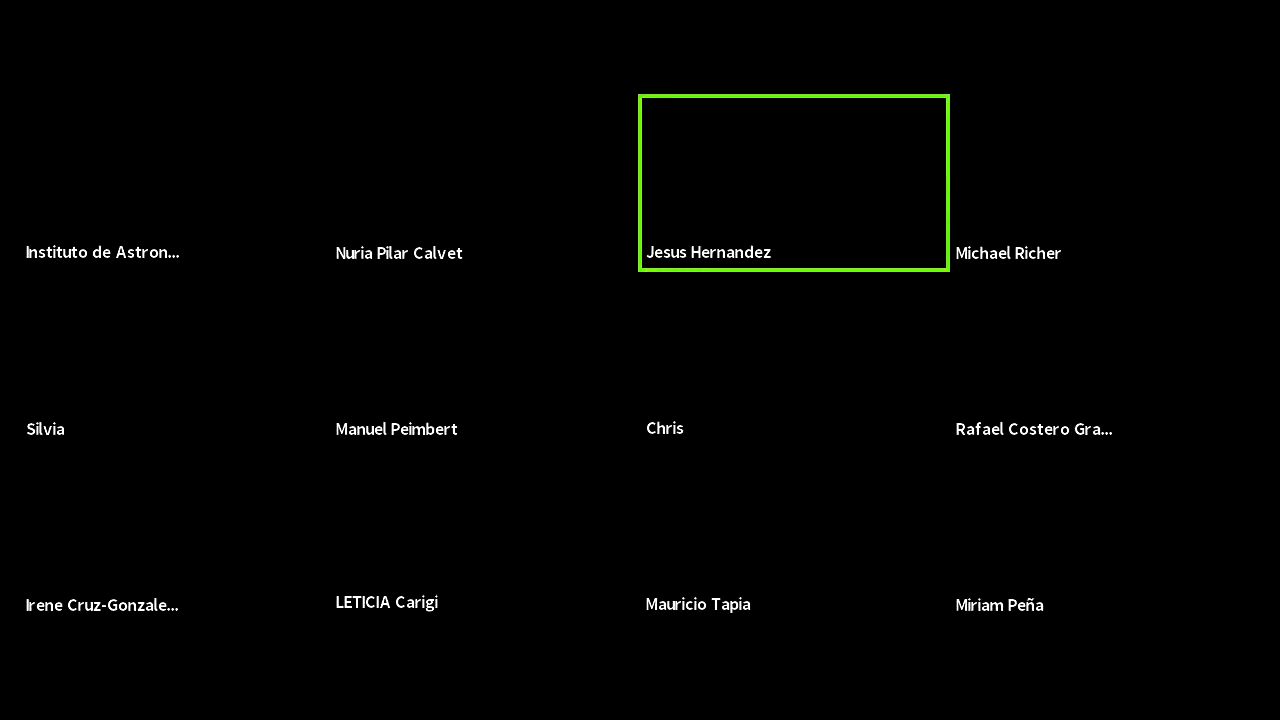 Instituto de Astron...
Nuria Pilar Calvet
Jesus Hernandez
Michael Richer
Silvia
Manuel Peimbert
Chris
Rafael Costero Gra...
Irene Cruz-Gonzale...
LETICIA Carigi
Mauricio Tapia
Miriam Peña